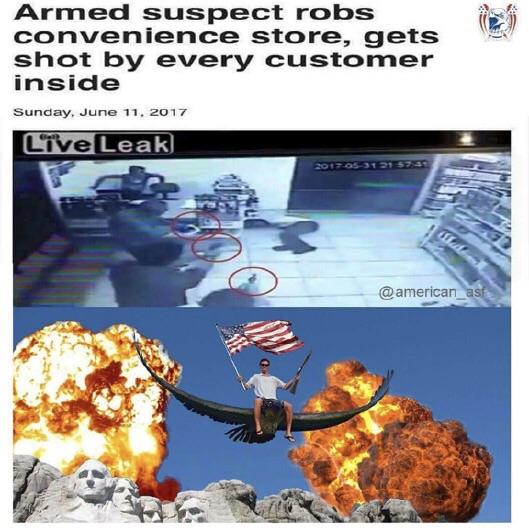 Armed suspect robs
convenience store, gets
shot by every customer
inside
Sunday, June 11, 2017
LiveLeak
2017-05-31 21:57:41
@american_asf